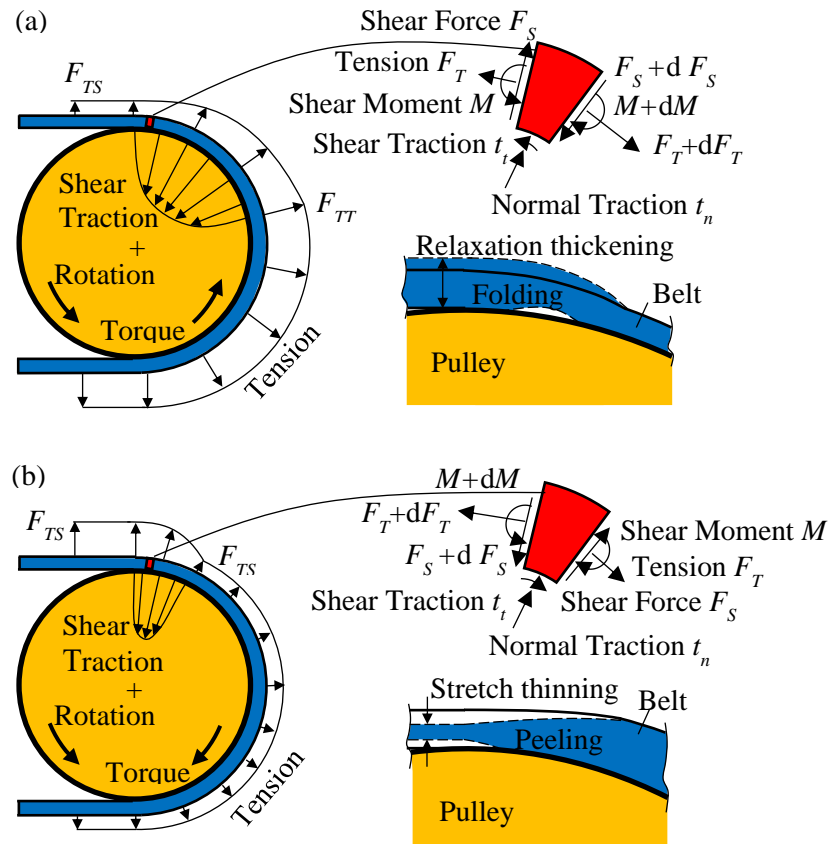 (a)
Shear Force F_S
F_TS
Tension F_T
F_S + d F_S
Shear Moment M
M+dM
Shear Traction t_t
F_T+dF_T
Shear
Traction
+
Rotation
Torque
F_TT
Normal Traction t_n
Relaxation thickening
Folding
Belt
Pulley
Tension
(b)
M+dM
F_TS
F_T+dF_T
F_TS
Shear Moment M
F_S + d F_S
Tension F_T
Shear Traction t_t
Shear Force F_S
Shear
Traction
+
Rotation
Torque
Normal Traction t_n
Stretch thinning
Belt
Peeling
Pulley
Tension